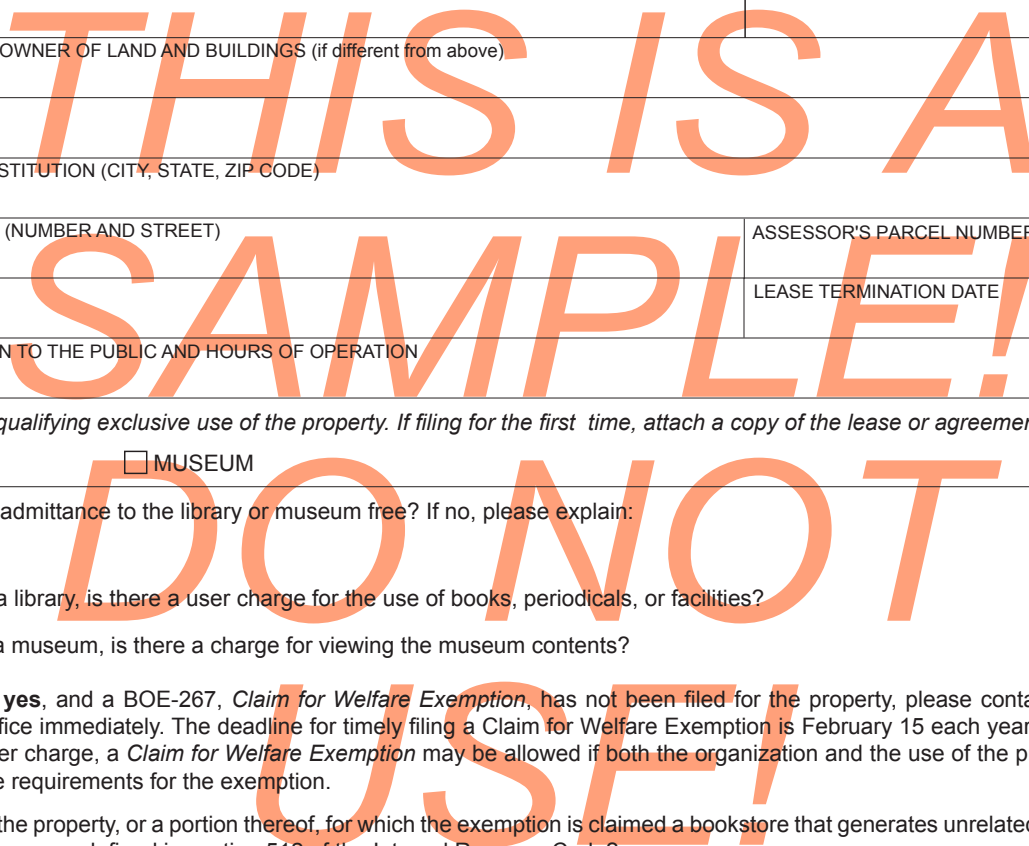 OWNER OF LAND AND BUILDINGS (if different from above)
THIS IS A
STITUTION (CITY, STATE, ZIP CODE)
(NUMBER AND STREET)
ASSESSOR'S PARCEL NUMBER
SAMPLE!
LEASE TERMINATION DATE
N TO THE PUBLIC AND HOURS OF OPERATION
qualifying exclusive use of the property. If filing for the first time, attach a copy of the lease or agreemen
MUSEUM
admittance to the library or museum free? If no, please explain:
DO NOT
a library, is there a user charge for the use of books, periodicals, or facilities?
a museum, is there a charge for viewing the museum contents?
yes, and a BOE-267, Claim for Welfare Exemption, has not been filed for the property, please conta
fice immediately. The deadline for timely filing a Claim for Welfare Exemption is February 15 each year
er charge, a Claim for Welfare Exemption may be allowed if both the organization and the use of the p
e requirements for the exemption.
USE!
the property, or a portion thereof, for which the exemption is claimed a bookstore that generates unrelated